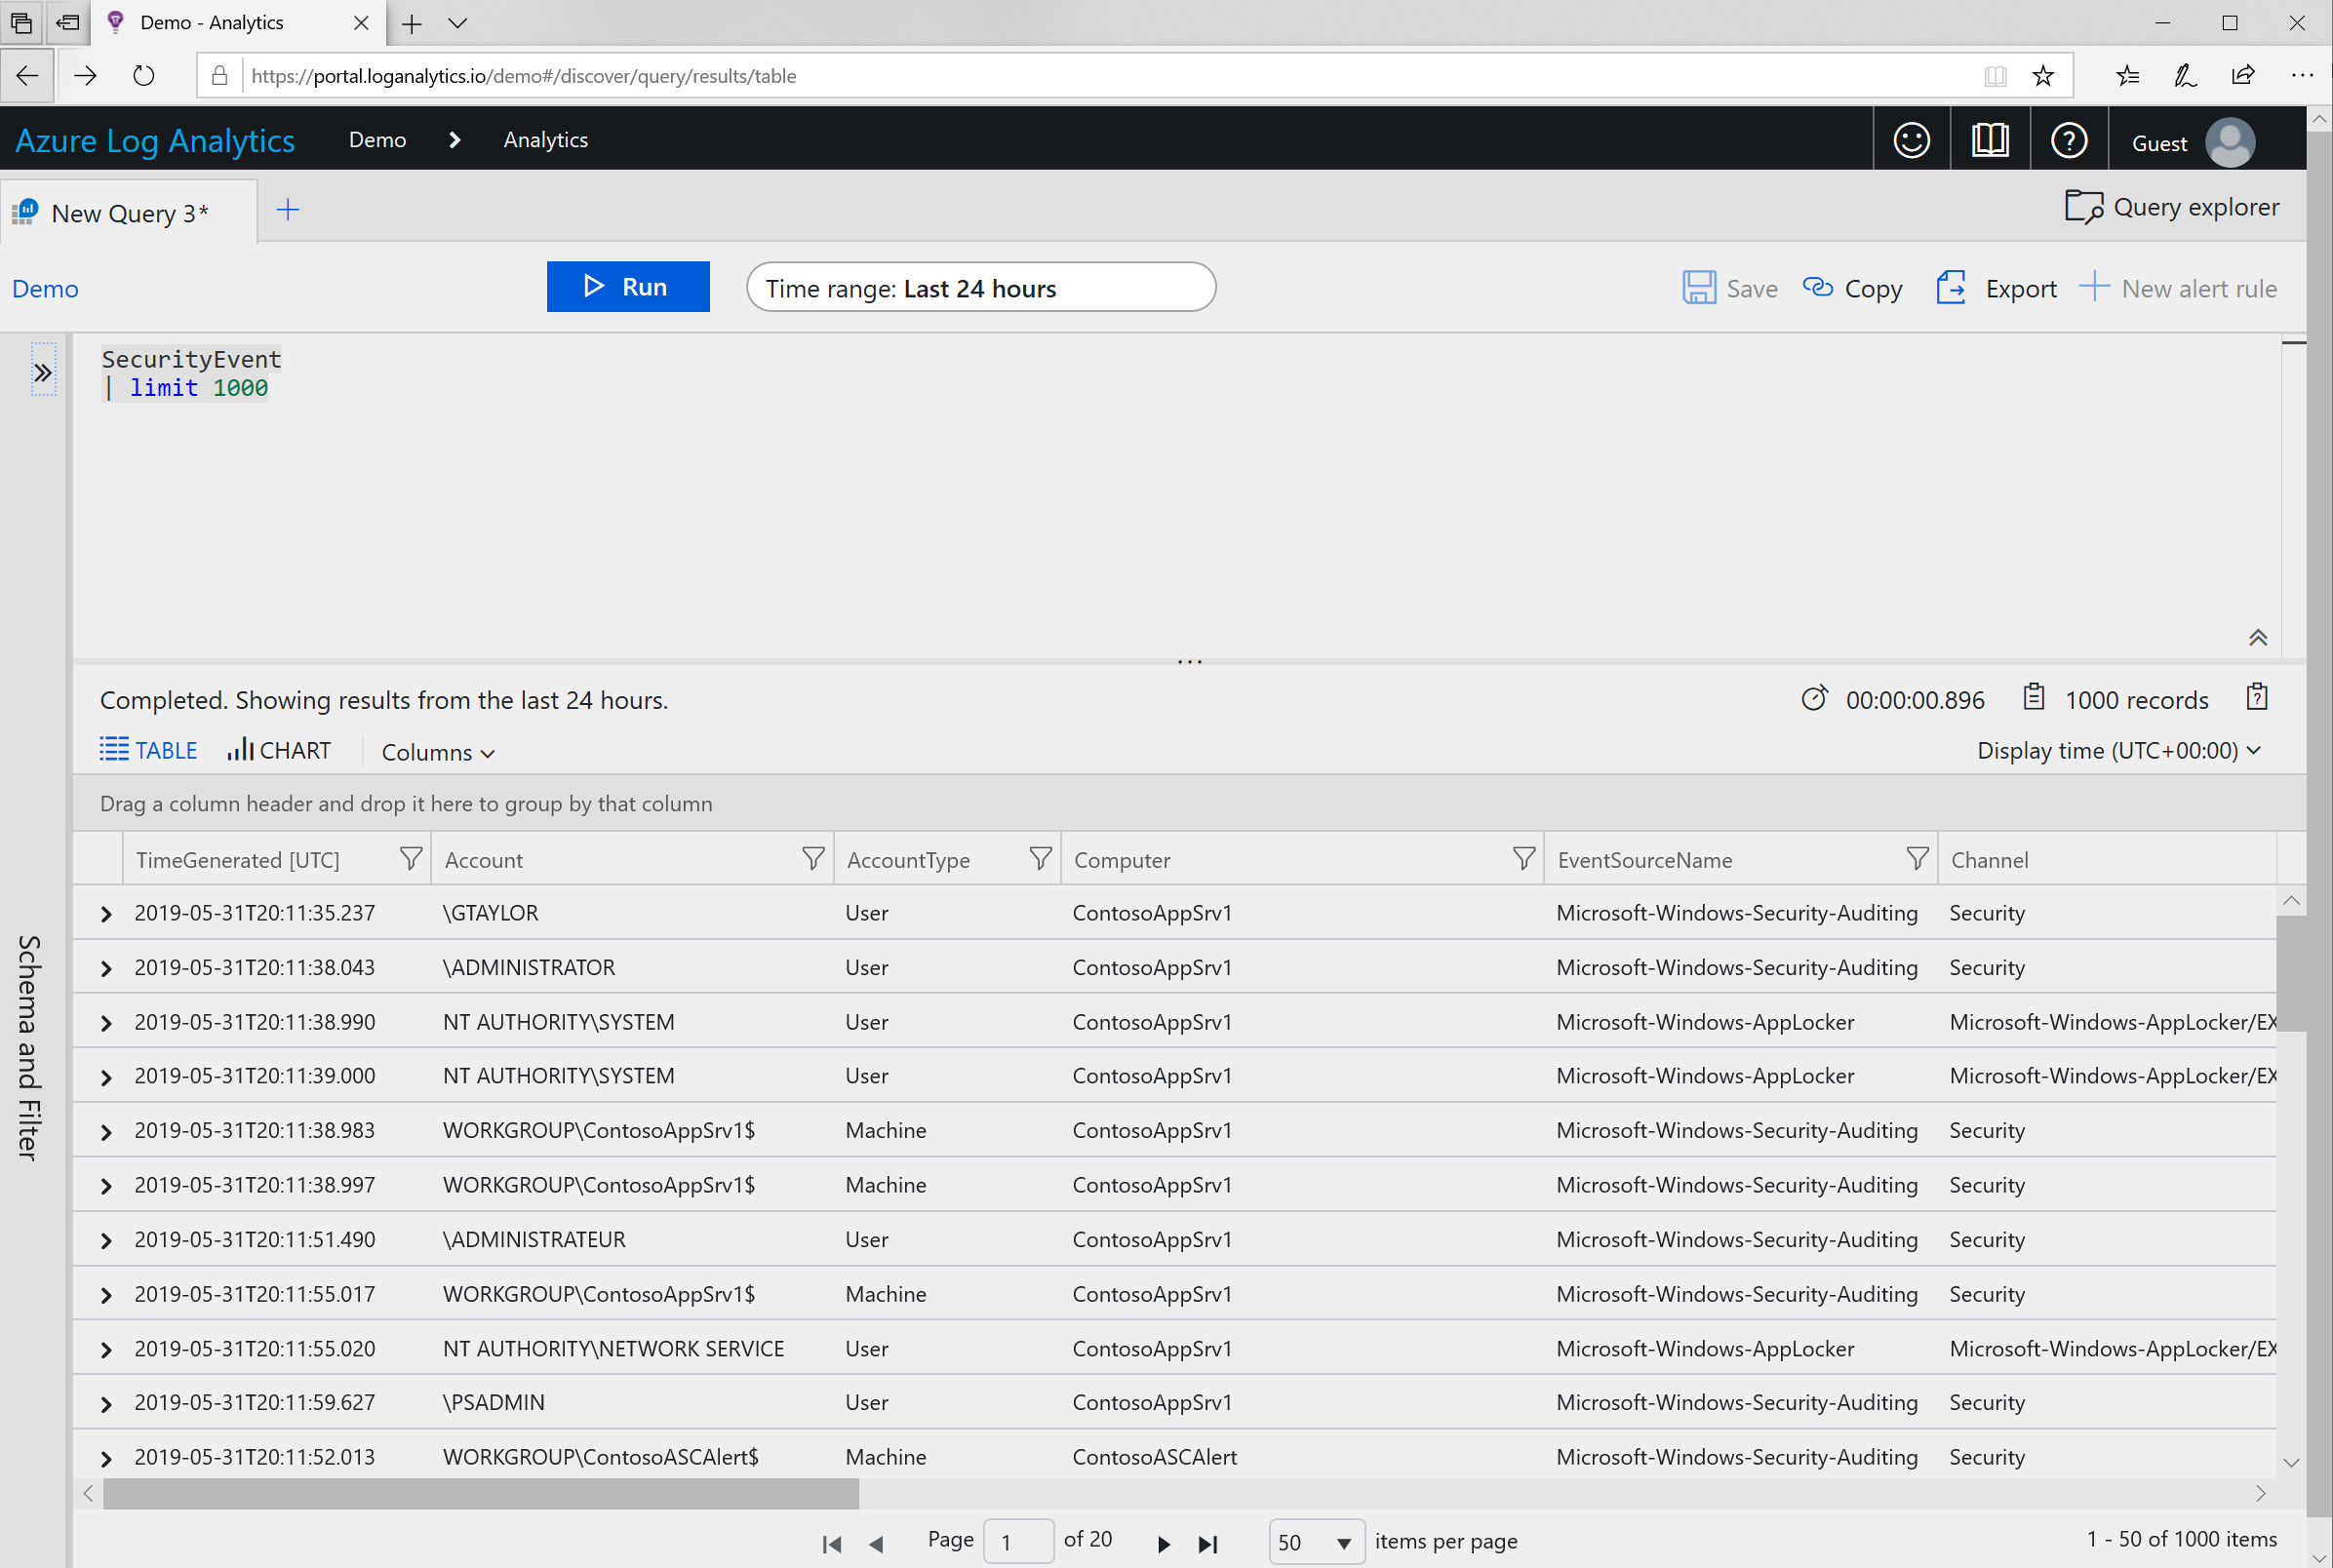 Demo - Analytics
https://portal.loganalytics.io/demo#/discover/query/results/table
Azure Log Analytics Demo Analytics Guest
New Query 3* Query explorer
Demo Run Time range: Last 24 hours Save Copy Export New alert rule
SecurityEvent
| limit 1000
Completed. Showing results from the last 24 hours. 00:00:00.896 1000 records
TABLE CHART Columns Display time (UTC+00:00)
Drag a column header and drop it here to group by that column
TimeGenerated [UTC] Account AccountType Computer EventSourceName Channel
2019-05-31T20:11:35.237 \GTAYLOR User ContosoAppSrv1 Microsoft-Windows-Security-Auditing Security
2019-05-31T20:11:38.043 \ADMINISTRATOR User ContosoAppSrv1 Microsoft-Windows-Security-Auditing Security
2019-05-31T20:11:38.990 NT AUTHORITY\SYSTEM User ContosoAppSrv1 Microsoft-Windows-AppLocker Microsoft-Windows-AppLocker/EX
2019-05-31T20:11:39.000 NT AUTHORITY\SYSTEM User ContosoAppSrv1 Microsoft-Windows-AppLocker Microsoft-Windows-AppLocker/EX
2019-05-31T20:11:38.983 WORKGROUP\ContosoAppSrv1$ Machine ContosoAppSrv1 Microsoft-Windows-Security-Auditing Security
2019-05-31T20:11:38.997 WORKGROUP\ContosoAppSrv1$ Machine ContosoAppSrv1 Microsoft-Windows-Security-Auditing Security
2019-05-31T20:11:51.490 \ADMINISTRATEUR User ContosoAppSrv1 Microsoft-Windows-Security-Auditing Security
2019-05-31T20:11:55.017 WORKGROUP\ContosoAppSrv1$ Machine ContosoAppSrv1 Microsoft-Windows-Security-Auditing Security
2019-05-31T20:11:55.020 NT AUTHORITY\NETWORK SERVICE User ContosoAppSrv1 Microsoft-Windows-AppLocker Microsoft-Windows-AppLocker/EX
2019-05-31T20:11:59.627 \PSADMIN User ContosoAppSrv1 Microsoft-Windows-Security-Auditing Security
2019-05-31T20:11:52.013 WORKGROUP\ContosoASCAlert$ Machine ContosoASCAlert Microsoft-Windows-Security-Auditing Security
Schema and Filter
Page 1 of 20 50 items per page 1 - 50 of 1000 items